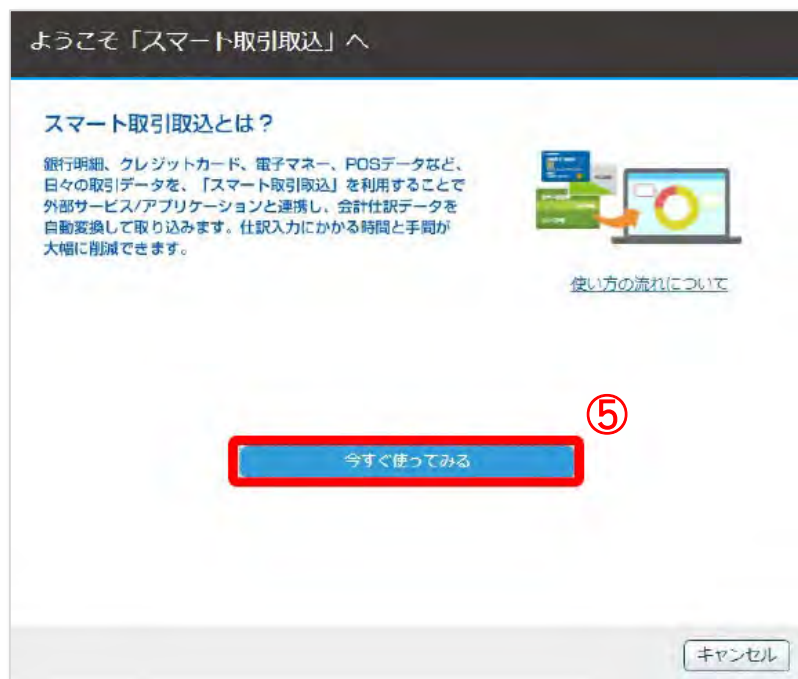 ようこそ「スマート取引取込」へ
スマート取引取込とは？
銀行明細、クレジットカード、電子マネー、POSデータなど、
日々の取引データを、「スマート取引取込」を利用することで
外部サービス/アプリケーションと連携し、会計仕訳データを
自動変換して取り込みます。仕訳入力にかかる時間と手間が
大幅に削減できます。
使い方の流れについて
⑤
今すぐ使ってみる
キャンセル